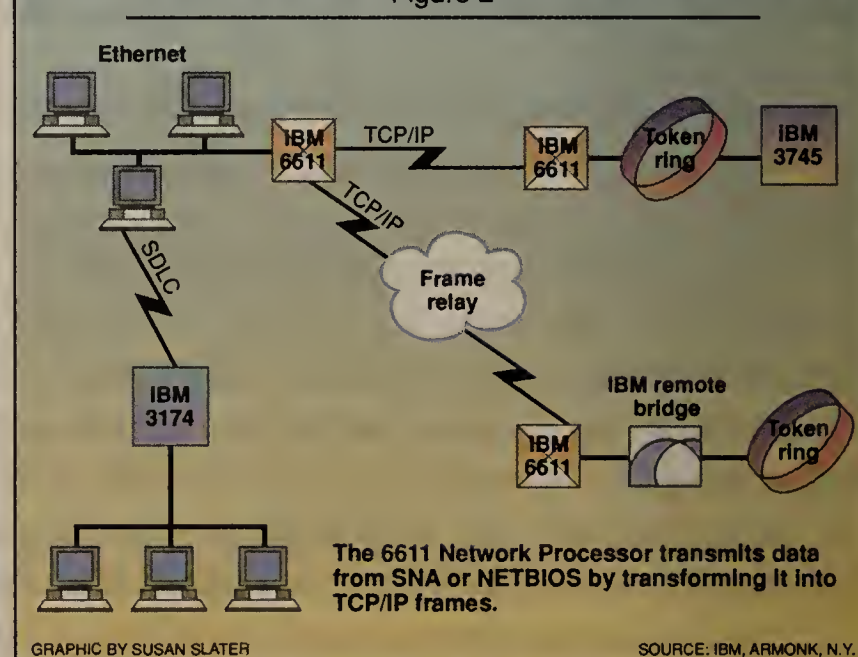 Figure 2
Ethernet
IBM
6611
TCP/IP
IBM
6611
Token
ring
IBM
3745
TCP/IP
SDLC
Frame
relay
IBM
3174
IBM remote
bridge
IBM
6611
Token
ring
The 6611 Network Processor transmits data
from SNA or NETBIOS by transforming it into
TCP/IP frames.
GRAPHIC BY SUSAN SLATER
SOURCE: IBM, ARMONK, N.Y.